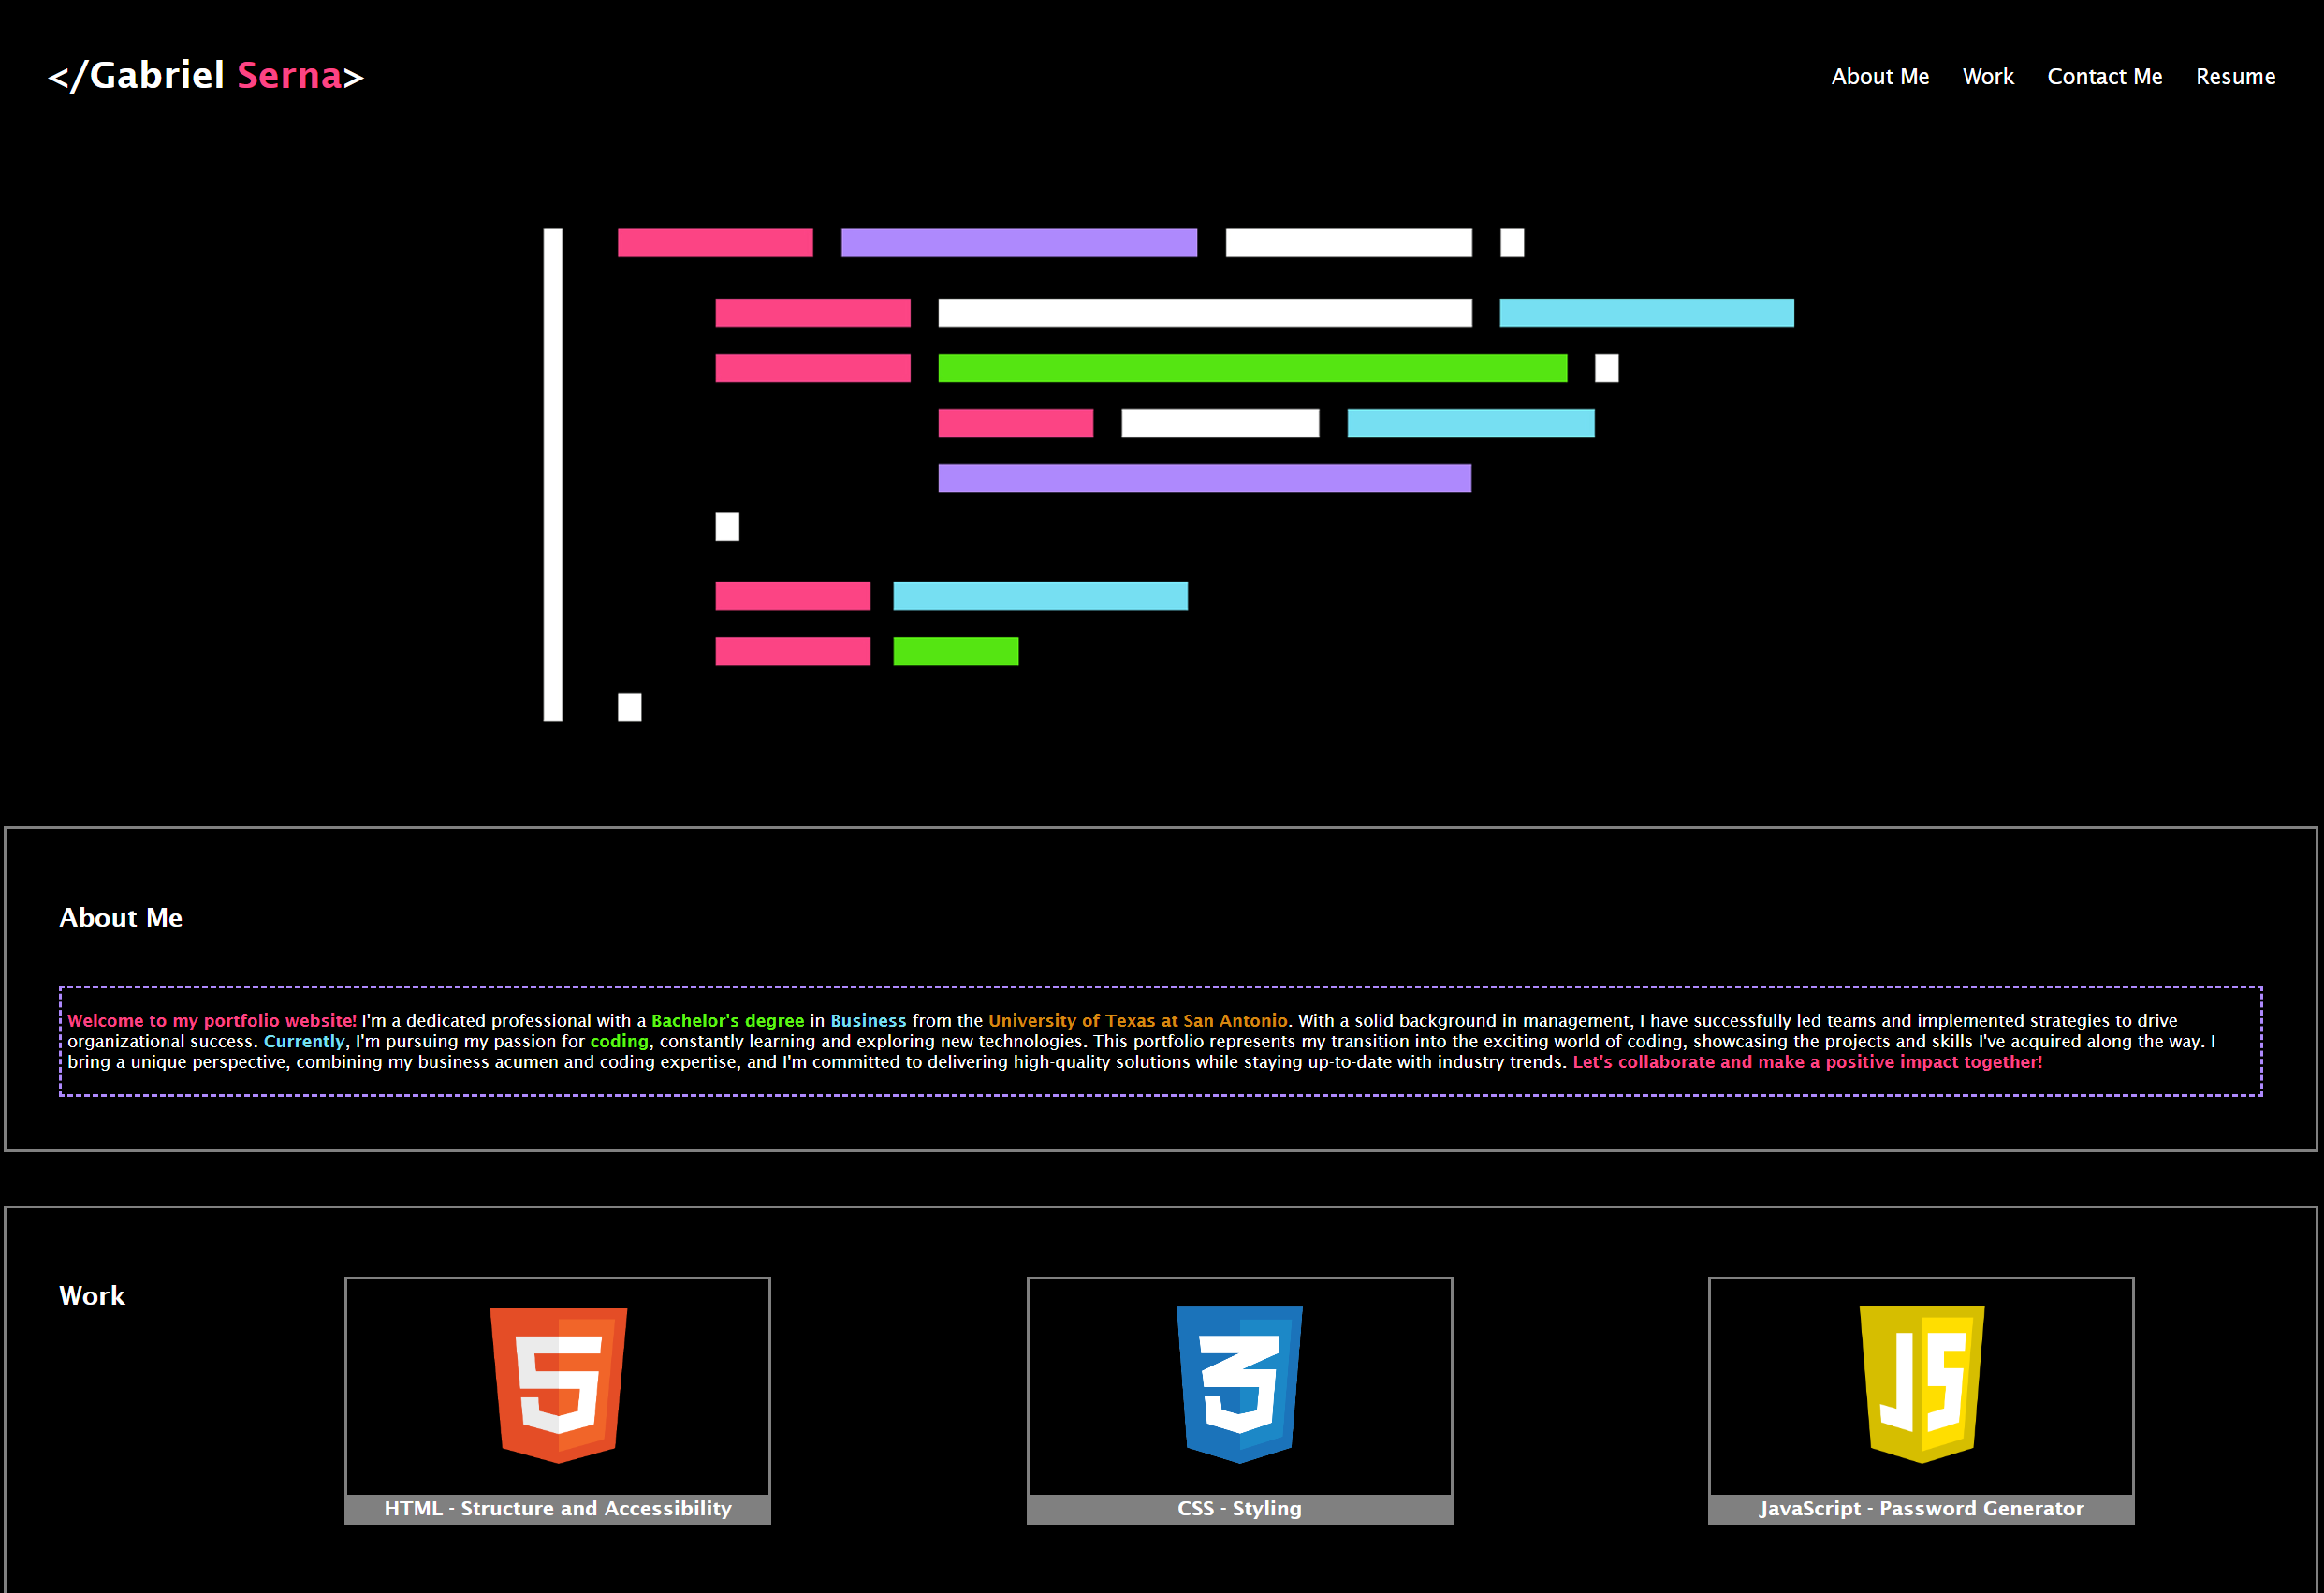 </Gabriel Serna>
About Me Work Contact Me Resume
About Me
Welcome to my portfolio website! I'm a dedicated professional with a Bachelor's degree in Business from the University of Texas at San Antonio. With a solid background in management, I have successfully led teams and implemented strategies to drive
organizational success. Currently, I'm pursuing my passion for coding, constantly learning and exploring new technologies. This portfolio represents my transition into the exciting world of coding, showcasing the projects and skills I've acquired along the way. I
bring a unique perspective, combining my business acumen and coding expertise, and I'm committed to delivering high-quality solutions while staying up-to-date with industry trends. Let's collaborate and make a positive impact together!
Work
5
3
JS
HTML - Structure and Accessibility
CSS - Styling
JavaScript - Password Generator